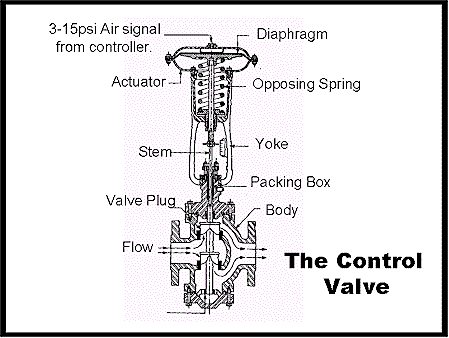 3-15psi Air signal
from controller.
Diaphragm
Actuator
Opposing Spring
Stem
Yoke
Packing Box
Valve Plug
Body
Flow
The Control
Valve